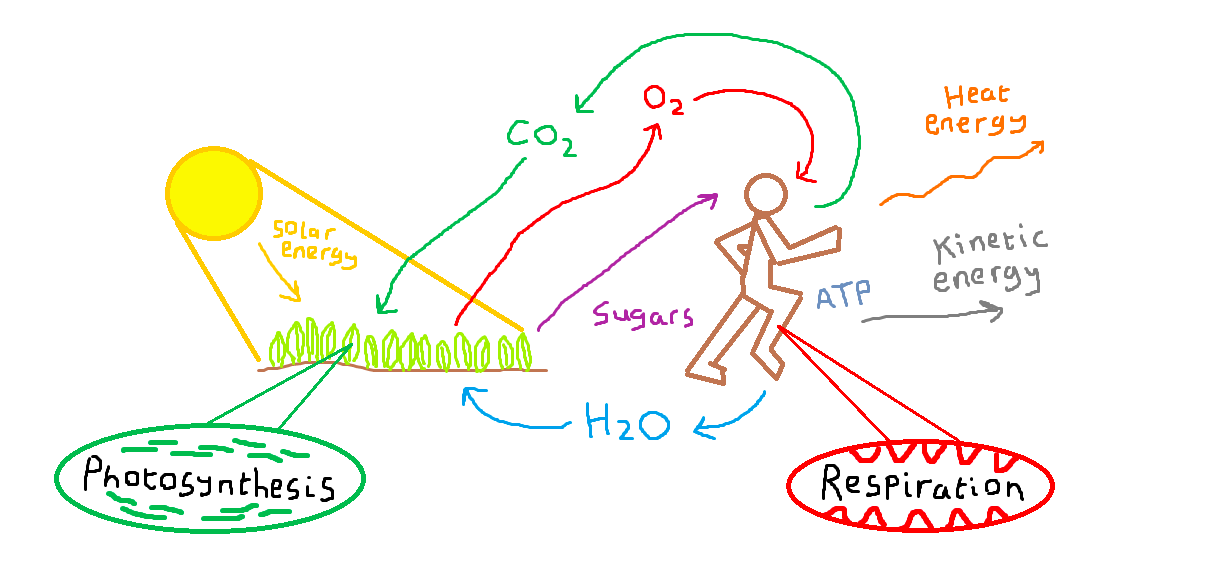 Heat
energy
O2
CO2
Solar
energy
Kinetic
energy
ATP
Sugars
H2O
Photosynthesis
Respiration